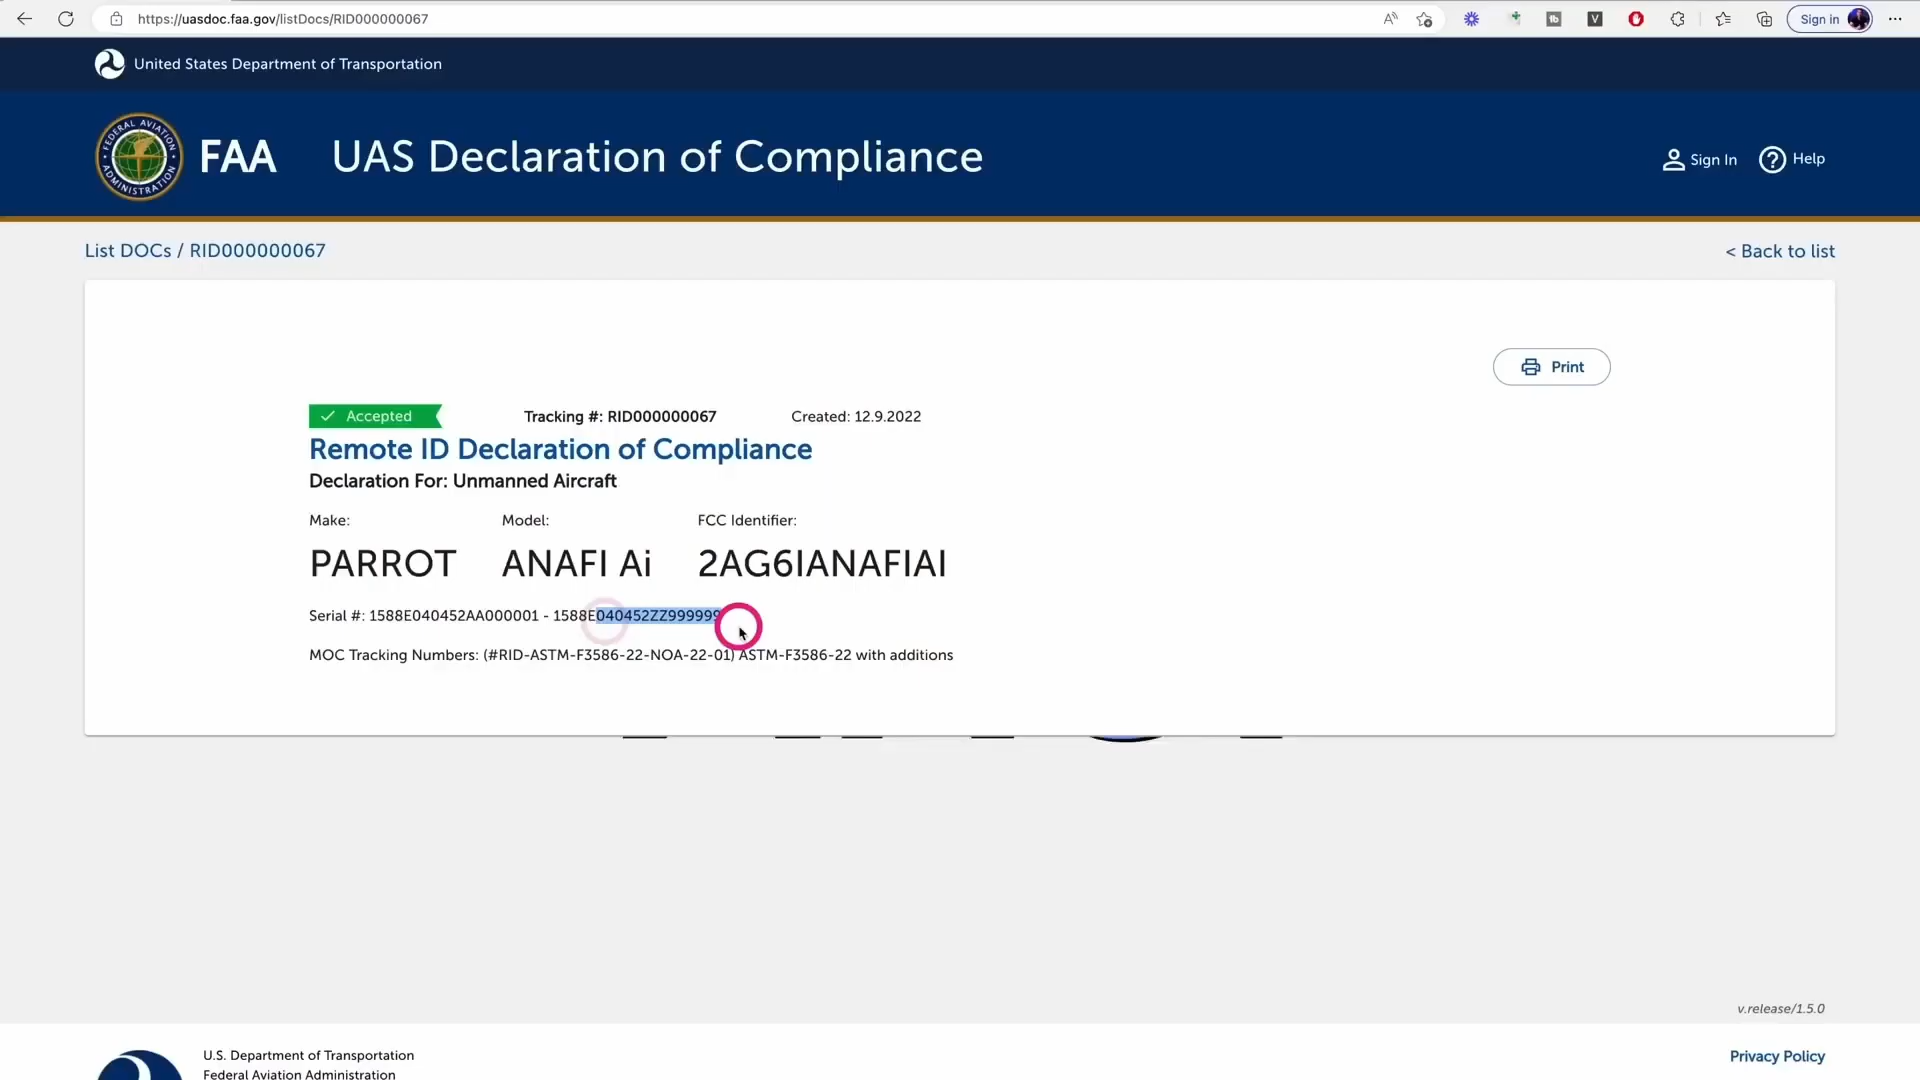 https://uasdoc.faa.gov/listDocs/RID000000067
Sign in
United States Department of Transportation
FEDERAL AVIATION ADMINISTRATION
FAA
UAS Declaration of Compliance
Sign In
Help
List DOCs / RID000000067
< Back to list
Print
Accepted
Tracking #: RID000000067
Created: 12.9.2022
Remote ID Declaration of Compliance
Declaration For: Unmanned Aircraft
Make: Model: FCC Identifier:
PARROT ANAFI Ai 2AG6IANAFIAI
Serial #: 1588E040452AA000001 - 1588E040452ZZ999999
MOC Tracking Numbers: (#RID-ASTM-F3586-22-NOA-22-01) ASTM-F3586-22 with additions
v.release/1.5.0
U.S. Department of Transportation
Federal Aviation Administration
Privacy Policy